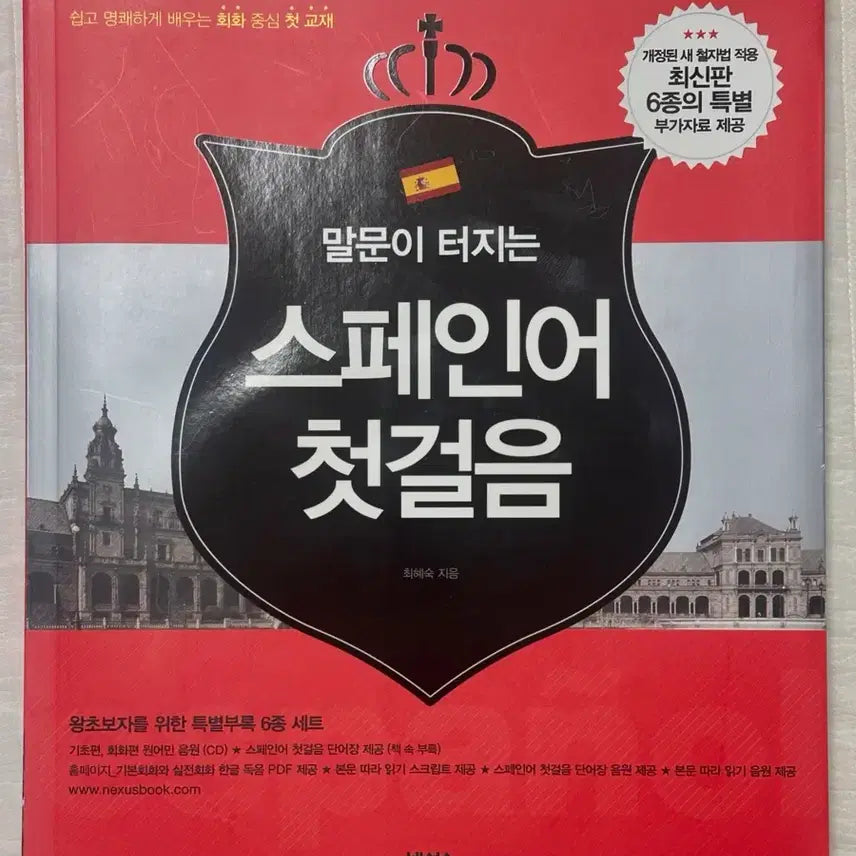 쉽고 명쾌하게 배우는 회화 중심 첫 교재
★★★
개정된 새 철자법 적용
최신판
6종의 특별
부가자료 제공
말문이 터지는
스페인어
첫걸음
최혜숙 지음
왕초보자를 위한 특별부록 6종 세트
기초편, 회화편 원어민 음원 (CD) ★ 스페인어 첫걸음 단어장 제공 (책 속 부록)
홈페이지_기본회화와 실전회화 한글 독음 PDF 제공 ★ 본문 따라 읽기 스크립트 제공 ★ 스페인어 첫걸음 단어장 음원 제공 ★ 본문 따라 읽기 음원 제공
www.nexusbook.com